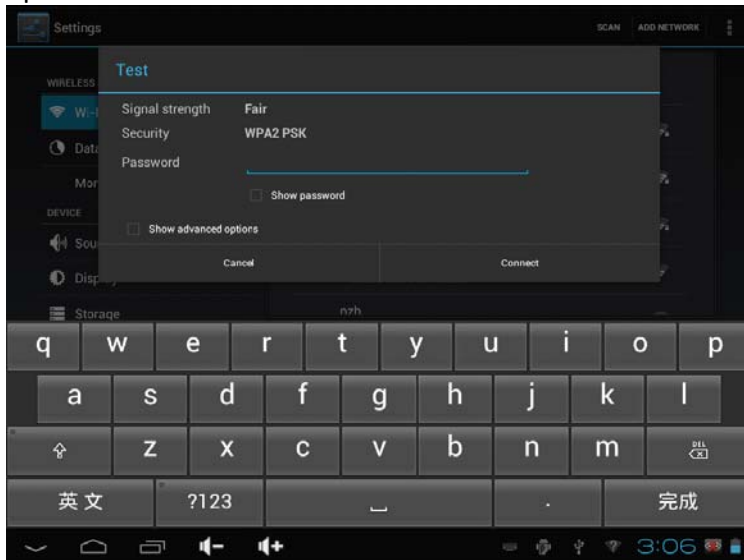 Settings
SCAN
ADD NETWORK
WIRELESS
Test
Signal strength Fair
Security WPA2 PSK
Password
Show password
Show advanced options
Cancel Connect
DEVICE
Storage
nzh
q w e r t y u i o p
a s d f g h j k l
z x c v b n m DEL
英文 ?123 . 完成
3:06